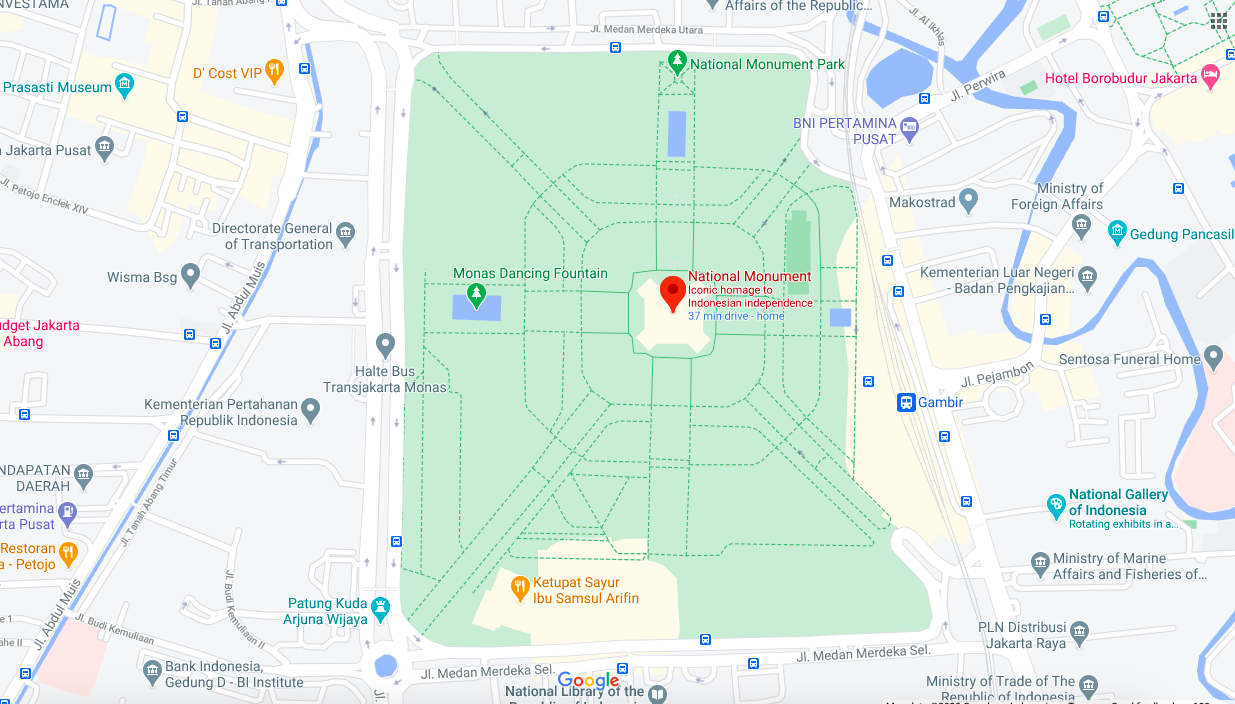 NVESTAMA
Jl. Tanah Abang T
Affairs of the Republic...
Jl. Medan Merdeka Utara
Jl. Al Ikhlas
D' Cost VIP
National Monument Park
Hotel Borobudur Jakarta
Prasasti Museum
Jl. Perwira
BNI PERTAMINA
PUSAT
a Jakarta Pusat
Jl. Petojo Enclek XIV
Makostrad
Ministry of
Foreign Affairs
Directorate General
of Transportation
Gedung Pancasil
Wisma Bsg
Monas Dancing Fountain
National Monument
Iconic homage to
Indonesian independence
37 min drive - home
Kementerian Luar Negeri
- Badan Pengkajian...
Jl. Abdul Muis
udget Jakarta
Abang
Halte Bus
Transjakarta Monas
Sentosa Funeral Home
Jl. Pejambon
Kementerian Pertahanan
Republik Indonesia
Gambir
NDAPATAN
DAERAH
Jl. Tanah Abang Timur
National Gallery
of Indonesia
Rotating exhibits in a...
ertamina
rta Pusat
Restoran
a - Petojo
Ministry of Marine
Affairs and Fisheries of...
Ketupat Sayur
Ibu Samsul Arifin
Jl. Abdul Muis
Jl. Budi Kemuliaan I
Patung Kuda
Arjuna Wijaya
Jl. Budi Kemuliaan
ahe II
PLN Distribusi
Jakarta Raya
Jl. Medan Merdeka Sel.
Jl. Medan Merdeka Sel.
Bank Indonesia,
Gedung D - BI Institute
Google
National Library of the
Ministry of Trade of The
Republic of Indonesia